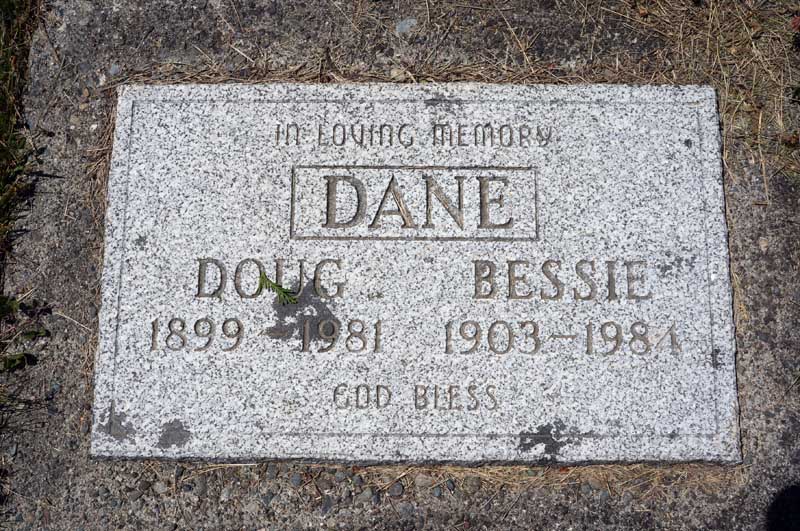 IN LOVING MEMORY
DANE
DOUG BESSIE
1899 - 1981 1903 - 1984
GOD BLESS